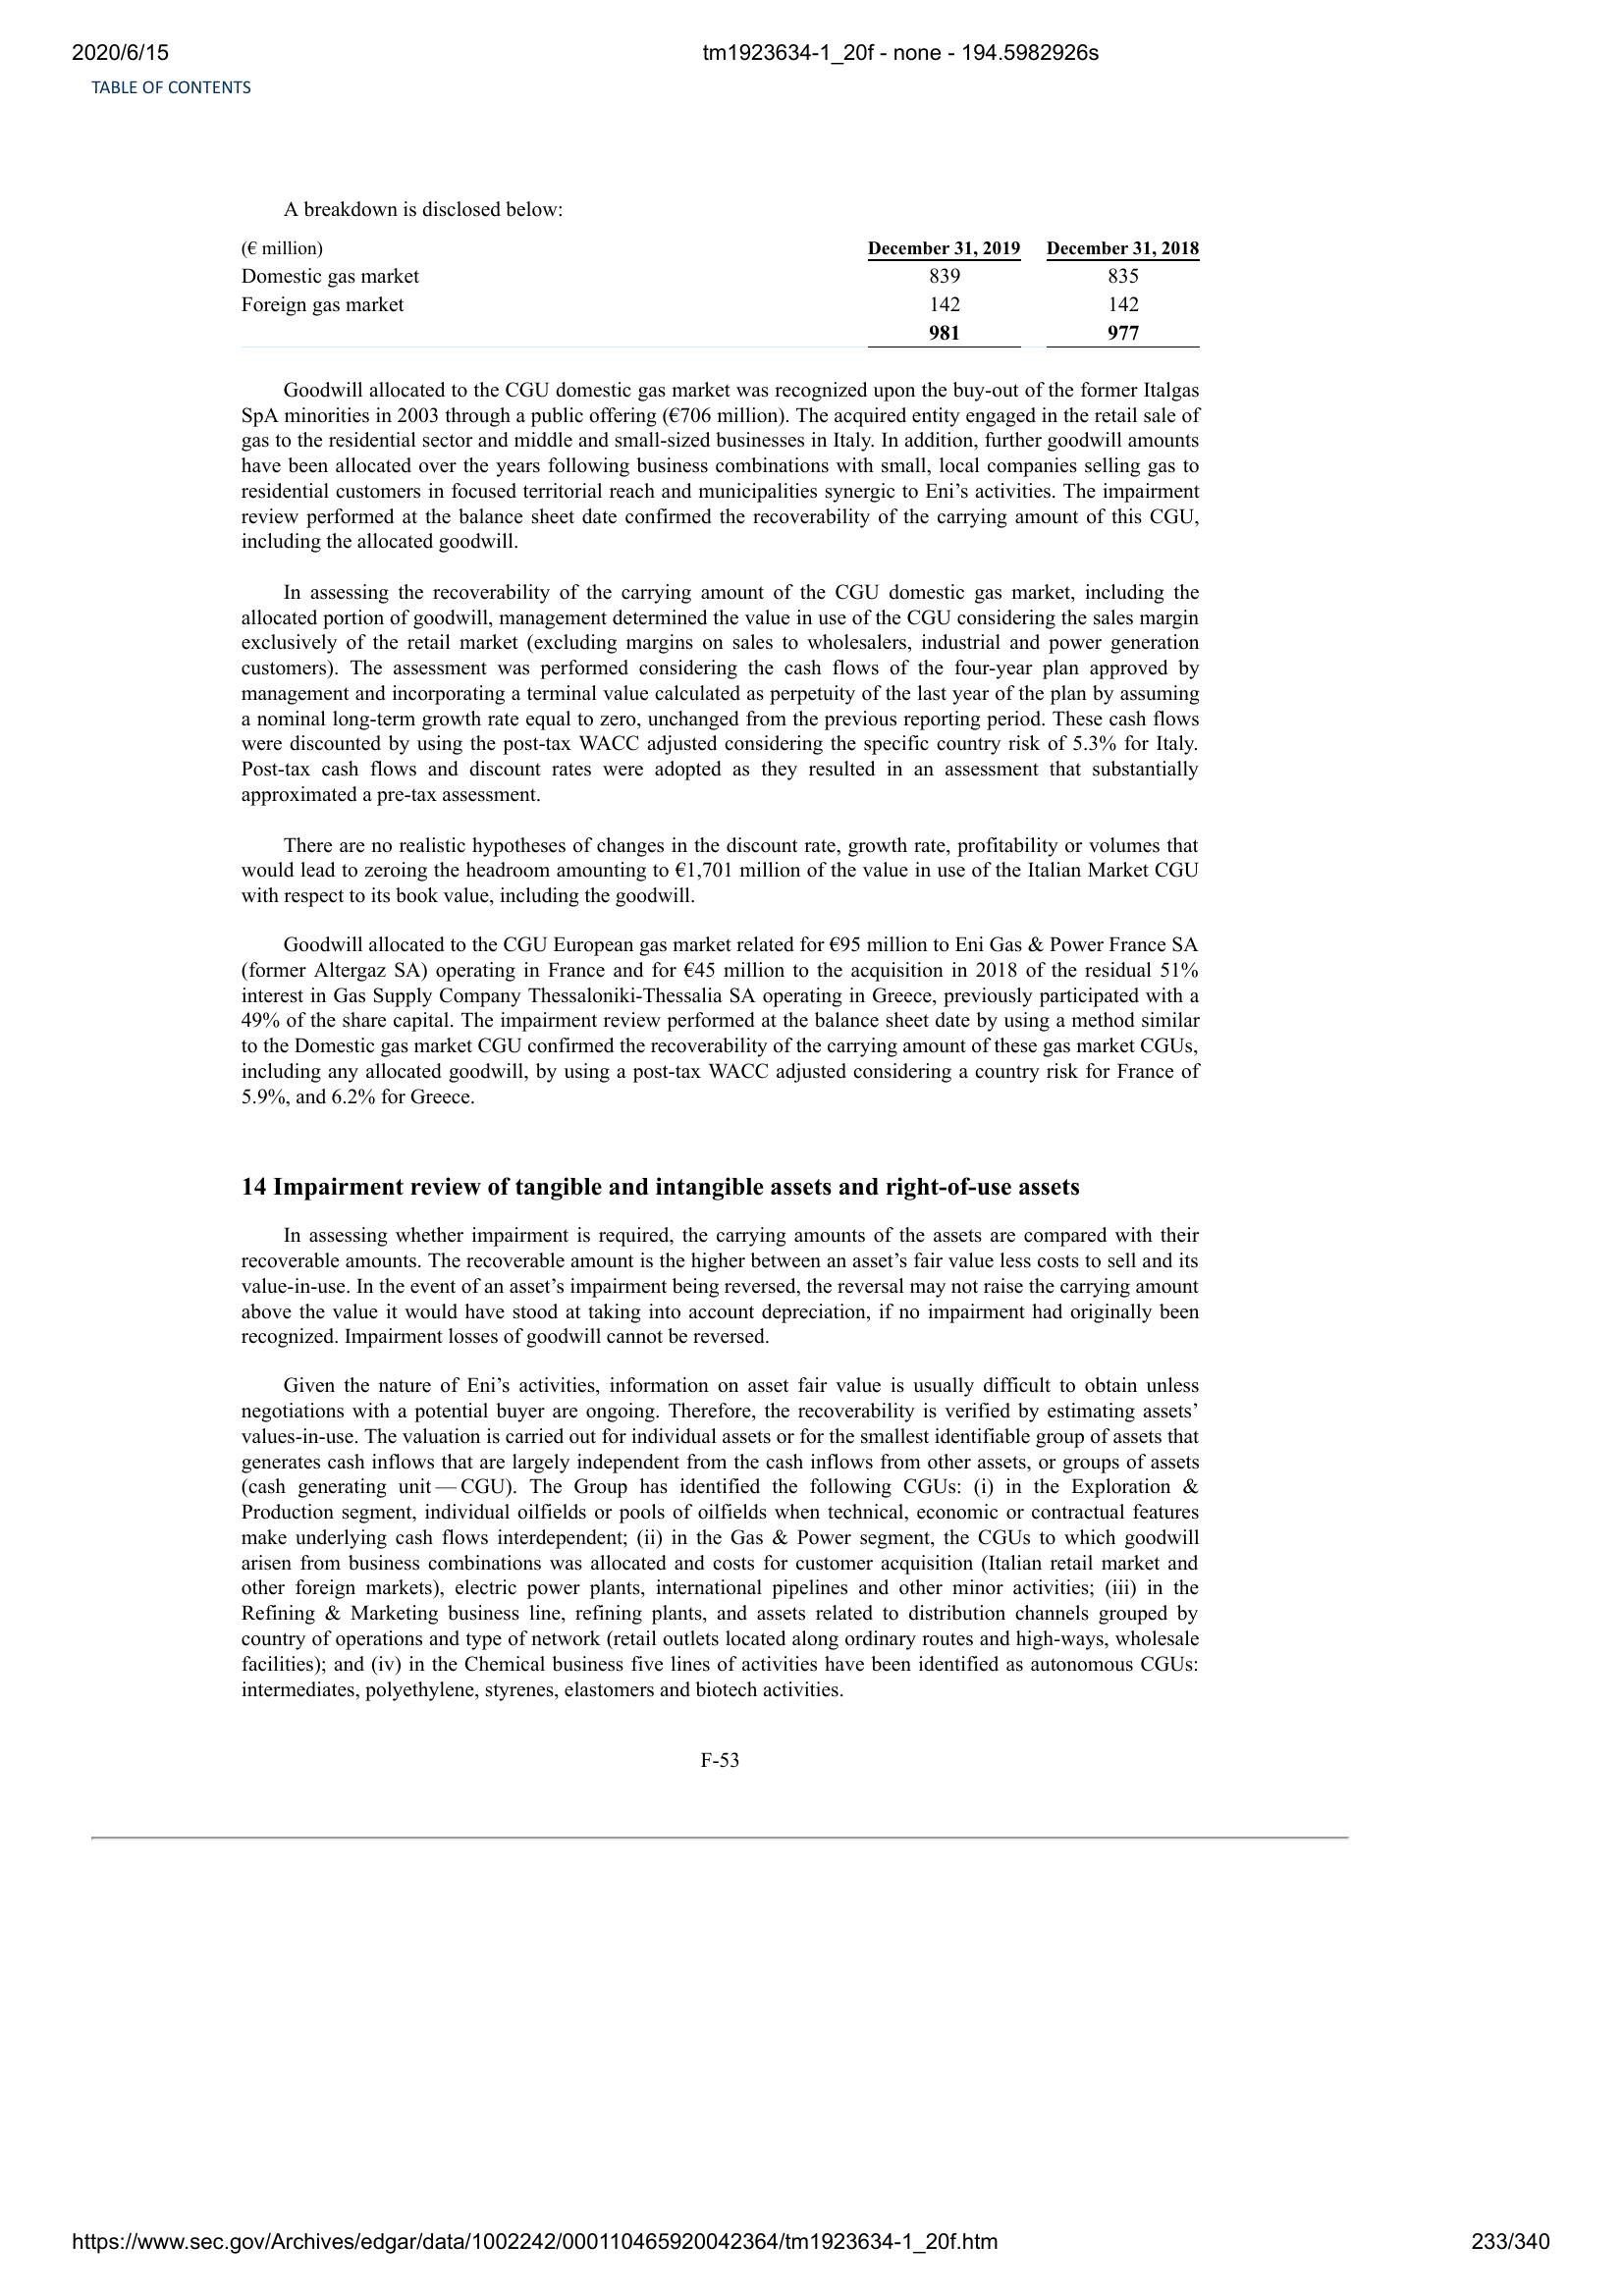 2020/6/15 tm1923634-1_20f - none - 194.5982926s
TABLE OF CONTENTS
A breakdown is disclosed below:
(€ million) December 31, 2019 December 31, 2018
Domestic gas market 839 835
Foreign gas market 142 142
981 977
Goodwill allocated to the CGU domestic gas market was recognized upon the buy-out of the former Italgas
SpA minorities in 2003 through a public offering (€706 million). The acquired entity engaged in the retail sale of
gas to the residential sector and middle and small-sized businesses in Italy. In addition, further goodwill amounts
have been allocated over the years following business combinations with small, local companies selling gas to
residential customers in focused territorial reach and municipalities synergic to Eni’s activities. The impairment
review performed at the balance sheet date confirmed the recoverability of the carrying amount of this CGU,
including the allocated goodwill.
In assessing the recoverability of the carrying amount of the CGU domestic gas market, including the
allocated portion of goodwill, management determined the value in use of the CGU considering the sales margin
exclusively of the retail market (excluding margins on sales to wholesalers, industrial and power generation
customers). The assessment was performed considering the cash flows of the four-year plan approved by
management and incorporating a terminal value calculated as perpetuity of the last year of the plan by assuming
a nominal long-term growth rate equal to zero, unchanged from the previous reporting period. These cash flows
were discounted by using the post-tax WACC adjusted considering the specific country risk of 5.3% for Italy.
Post-tax cash flows and discount rates were adopted as they resulted in an assessment that substantially
approximated a pre-tax assessment.
There are no realistic hypotheses of changes in the discount rate, growth rate, profitability or volumes that
would lead to zeroing the headroom amounting to €1,701 million of the value in use of the Italian Market CGU
with respect to its book value, including the goodwill.
Goodwill allocated to the CGU European gas market related for €95 million to Eni Gas & Power France SA
(former Altergaz SA) operating in France and for €45 million to the acquisition in 2018 of the residual 51%
interest in Gas Supply Company Thessaloniki-Thessalia SA operating in Greece, previously participated with a
49% of the share capital. The impairment review performed at the balance sheet date by using a method similar
to the Domestic gas market CGU confirmed the recoverability of the carrying amount of these gas market CGUs,
including any allocated goodwill, by using a post-tax WACC adjusted considering a country risk for France of
5.9%, and 6.2% for Greece.
14 Impairment review of tangible and intangible assets and right-of-use assets
In assessing whether impairment is required, the carrying amounts of the assets are compared with their
recoverable amounts. The recoverable amount is the higher between an asset’s fair value less costs to sell and its
value-in-use. In the event of an asset’s impairment being reversed, the reversal may not raise the carrying amount
above the value it would have stood at taking into account depreciation, if no impairment had originally been
recognized. Impairment losses of goodwill cannot be reversed.
Given the nature of Eni’s activities, information on asset fair value is usually difficult to obtain unless
negotiations with a potential buyer are ongoing. Therefore, the recoverability is verified by estimating assets’
values-in-use. The valuation is carried out for individual assets or for the smallest identifiable group of assets that
generates cash inflows that are largely independent from the cash inflows from other assets, or groups of assets
(cash generating unit — CGU). The Group has identified the following CGUs: (i) in the Exploration &
Production segment, individual oilfields or pools of oilfields when technical, economic or contractual features
make underlying cash flows interdependent; (ii) in the Gas & Power segment, the CGUs to which goodwill
arisen from business combinations was allocated and costs for customer acquisition (Italian retail market and
other foreign markets), electric power plants, international pipelines and other minor activities; (iii) in the
Refining & Marketing business line, refining plants, and assets related to distribution channels grouped by
country of operations and type of network (retail outlets located along ordinary routes and high-ways, wholesale
facilities); and (iv) in the Chemical business five lines of activities have been identified as autonomous CGUs:
intermediates, polyethylene, styrenes, elastomers and biotech activities.
F-53
https://www.sec.gov/Archives/edgar/data/1002242/000110465920042364/tm1923634-1_20f.htm 233/340